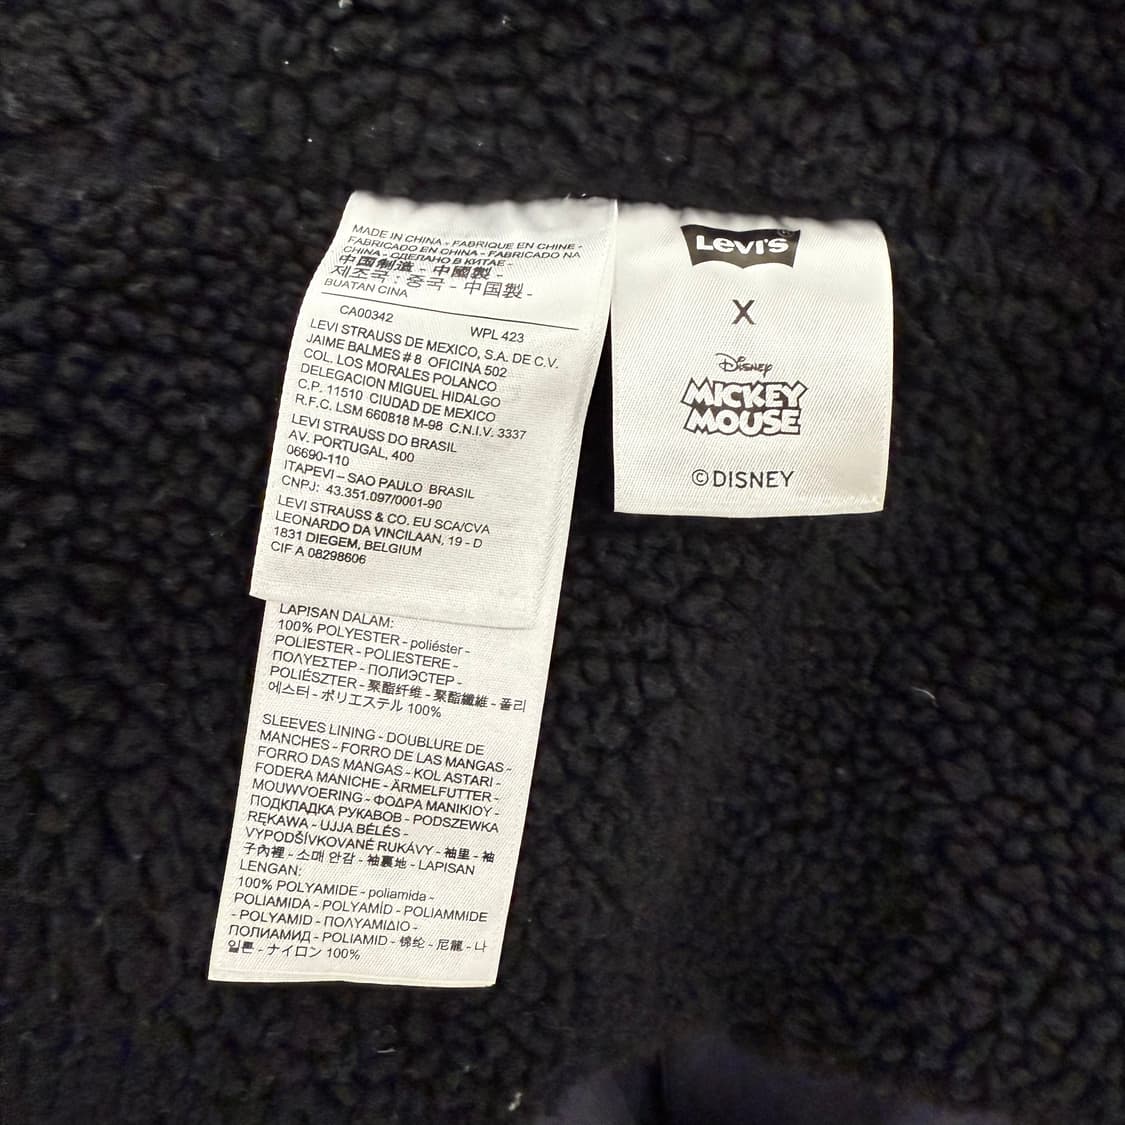 MADE IN CHINA - FABRIQUE EN CHINE -
FABRICADO EN CHINA - FABRICADO NA
CHINA - СДЕЛАНО В КИТАЕ -
中国制造 - 中國製 -
제조국 : 중국 - 中国製 -
BUATAN CINA
CA00342 WPL 423
LEVI STRAUSS DE MEXICO, S.A. DE C.V.
JAIME BALMES # 8 OFICINA 502
COL. LOS MORALES POLANCO
DELEGACION MIGUEL HIDALGO
C.P. 11510 CIUDAD DE MEXICO
R.F.C. LSM 660818 M-98 C.N.I.V. 3337
LEVI STRAUSS DO BRASIL
AV. PORTUGAL, 400
06690-110
ITAPEVI – SAO PAULO BRASIL
CNPJ: 43.351.097/0001-90
LEVI STRAUSS & CO. EU SCA/CVA
LEONARDO DA VINCILAAN, 19 - D
1831 DIEGEM, BELGIUM
CIF A 08298606
LAPISAN DALAM:
100% POLYESTER - poliéster -
POLIESTER - POLIESTERE -
ΠΟΛΥΕΣΤΕΡ - ПОЛИЭСТЕР -
POLIÉSZTER - 聚酯纤维 - 聚酯纖維 - 폴리
에스터 - ポリエステル 100%
SLEEVES LINING - DOUBLURE DE
MANCHES - FORRO DE LAS MANGAS -
FORRO DAS MANGAS - KOL ASTARI -
FODERA MANICHE - ÄRMELFUTTER -
MOUWVOERING - ΦΟΔΡΑ ΜΑΝΙΚΙΟΥ -
ПОДКЛАДКА РУКАВОВ - PODSZEWKA
RĘKAWA - UJJA BÉLÉS -
VYPODŠÍVKOVANÉ RUKÁVY - 袖里 - 袖
子內裡 - 소매 안감 - 袖裏地 - LAPISAN
LENGAN:
100% POLYAMIDE - poliamida -
POLIAMIDA - POLYAMİD - POLIAMMIDE
- POLYAMID - ΠΟΛΥΑΜΙΔΙΟ -
ПОЛИАМИД - POLIAMID - 锦纶 - 尼龍 - 나
일론 - ナイロン 100%
Levi's
X
Disney
MICKEY
MOUSE
©DISNEY